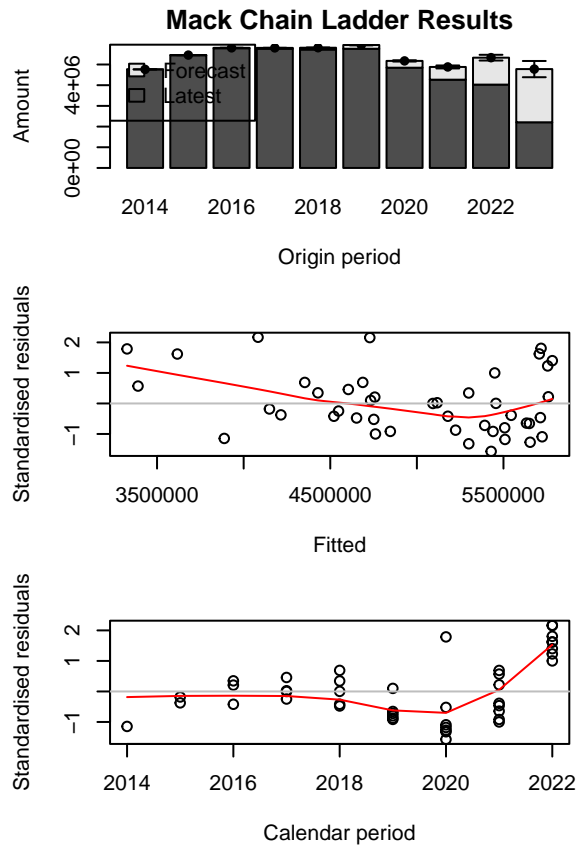 Mack Chain Ladder Results
Amount
0e+00
4e+06
Forecast
Latest
2014 2016 2018 2020 2022
Origin period
Standardised residuals
−1 1 2
3500000 4500000 5500000
Fitted
Standardised residuals
−1 1 2
2014 2016 2018 2020 2022
Calendar period